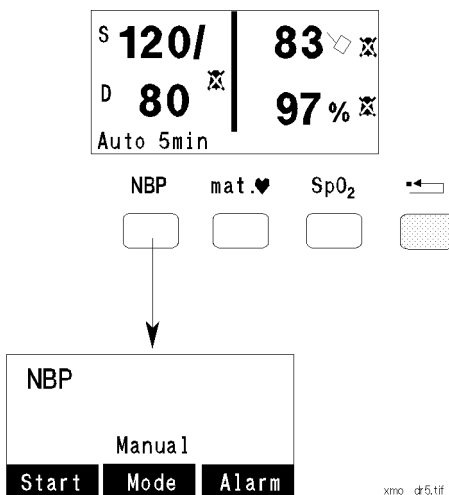 S 120/ 83
D 80 97 %
Auto 5min
NBP mat.♥ SpO₂
NBP
Manual
Start Mode Alarm
xmo dr5.tif